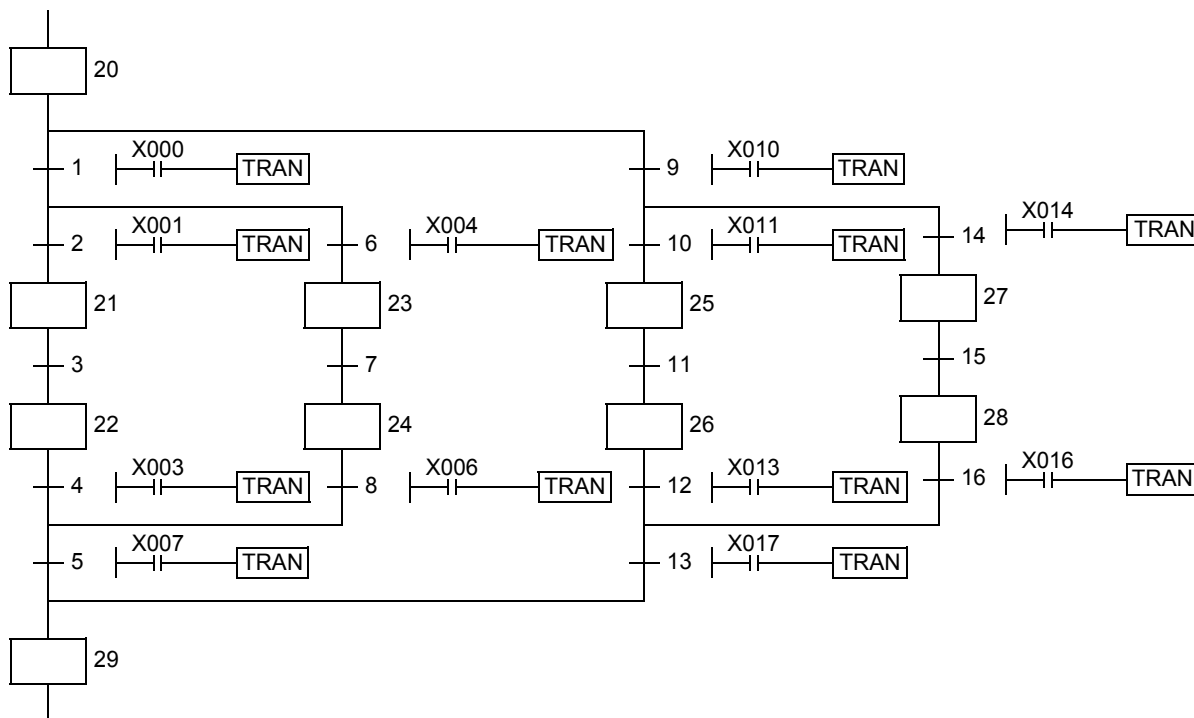 20
1 X000 TRAN
9 X010 TRAN
2 X001 TRAN
6 X004 TRAN
10 X011 TRAN
14 X014 TRAN
21
23
25
27
3
7
11
15
22
24
26
28
4 X003 TRAN
8 X006 TRAN
12 X013 TRAN
16 X016 TRAN
5 X007 TRAN
13 X017 TRAN
29